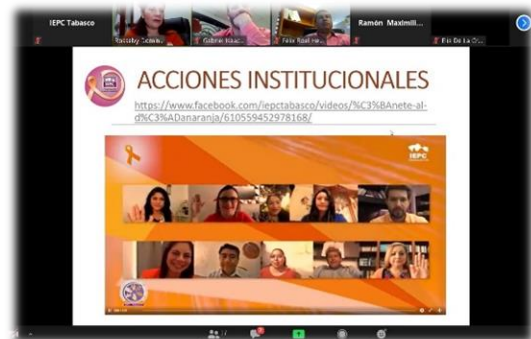 IEPC Tabasco
Ramón Maximili...
ACCIONES INSTITUCIONALES
https://www.facebook.com/iepctabasco/videos/%C3%BAnete-al-
d%C3%ADanaranja/610559452978168/
IEPC